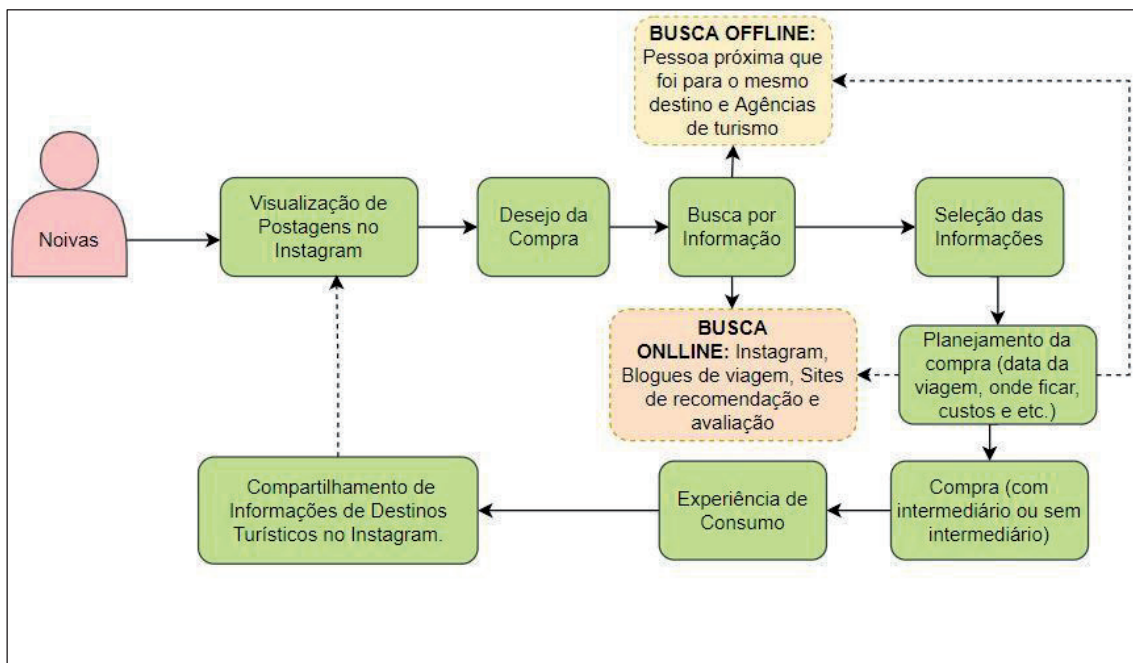 BUSCA OFFLINE:
Pessoa próxima que
foi para o mesmo
destino e Agências
de turismo
Noivas
Visualização de
Postagens no
Instagram
Desejo da
Compra
Busca por
Informação
Seleção das
Informações
BUSCA
ONLLINE: Instagram,
Blogues de viagem, Sites
de recomendação e
avaliação
Planejamento da
compra (data da
viagem, onde ficar,
custos e etc.)
Compra (com
intermediário ou sem
intermediário)
Experiência de
Consumo
Compartilhamento de
Informações de Destinos
Turísticos no Instagram.